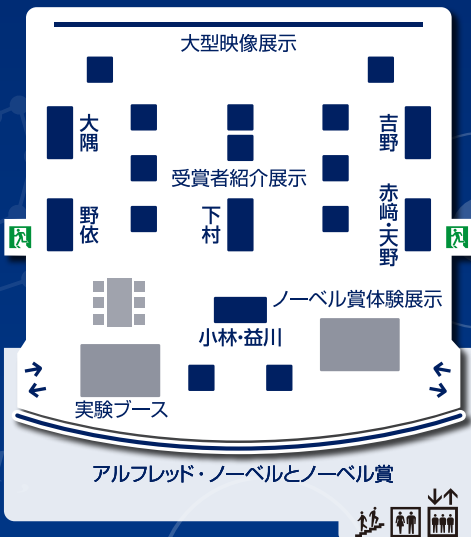 大型映像展示
大隅
吉野
受賞者紹介展示
野依
下村
赤﨑・天野
ノーベル賞体験展示
小林・益川
実験ブース
アルフレッド・ノーベルとノーベル賞